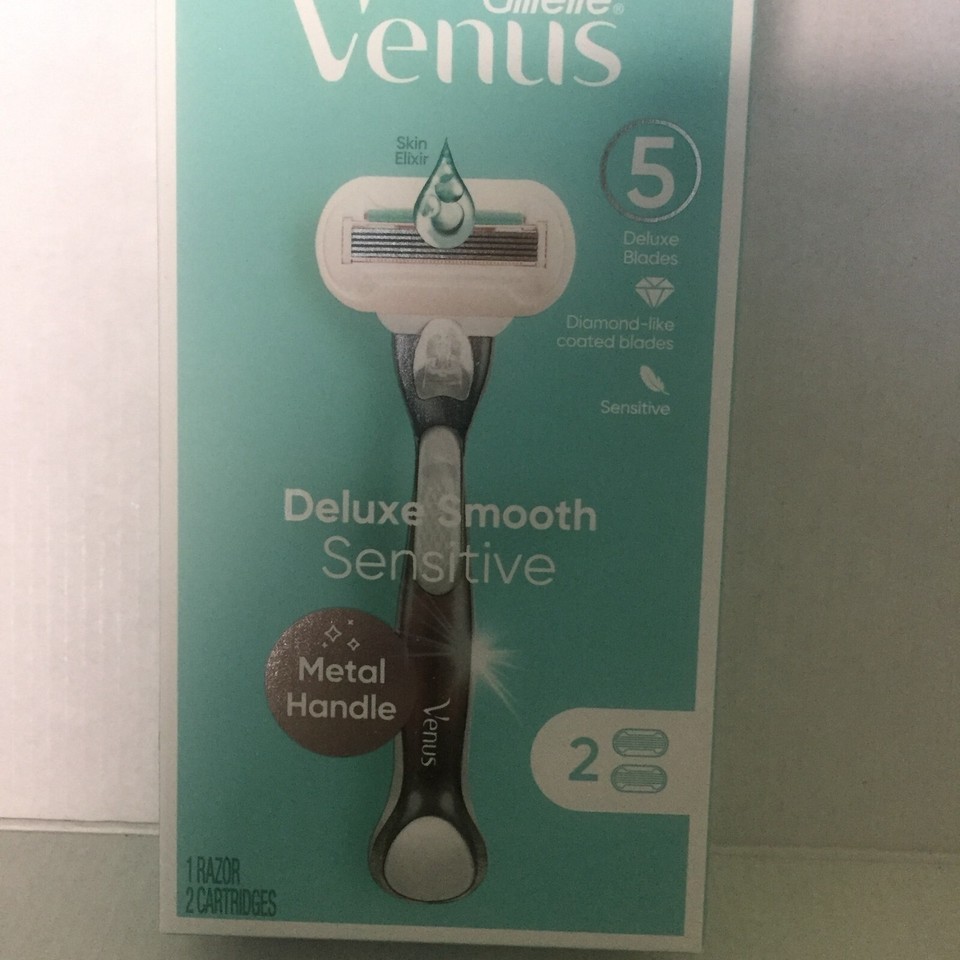 Gillette®
Venus
Skin
Elixir
5
Deluxe
Blades
Diamond-like
coated blades
Sensitive
Deluxe Smooth
Sensitive
Metal
Handle
Venus
2
1 RAZOR
2 CARTRIDGES